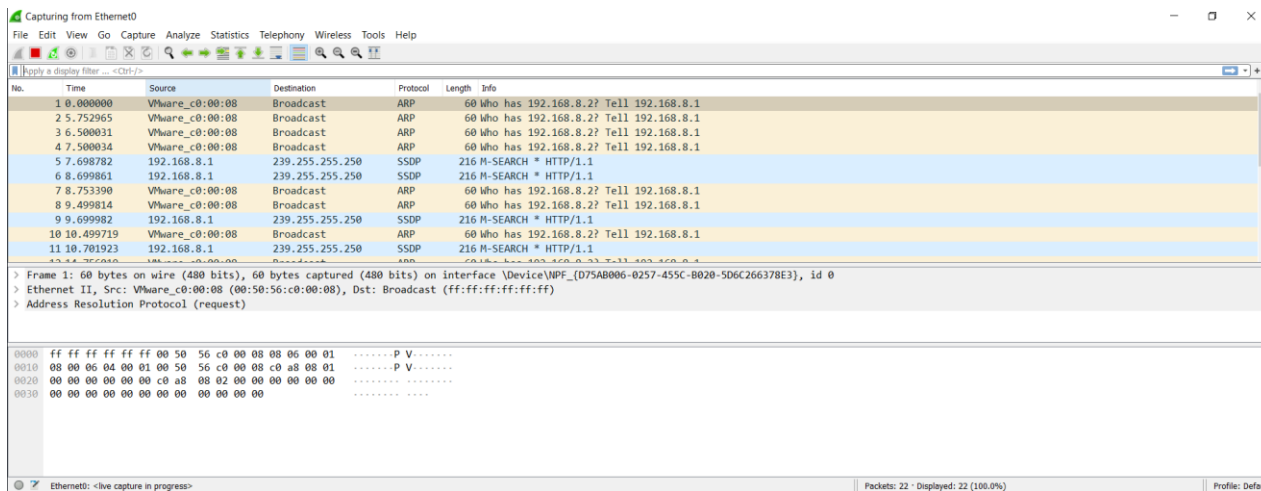 Capturing from Ethernet0
File Edit View Go Capture Analyze Statistics Telephony Wireless Tools Help
Apply a display filter ... <Ctrl-/>
No. Time Source Destination Protocol Length Info
1 0.000000 VMware_c0:00:08 Broadcast ARP 60 Who has 192.168.8.2? Tell 192.168.8.1
2 5.752965 VMware_c0:00:08 Broadcast ARP 60 Who has 192.168.8.2? Tell 192.168.8.1
3 6.500031 VMware_c0:00:08 Broadcast ARP 60 Who has 192.168.8.2? Tell 192.168.8.1
4 7.500034 VMware_c0:00:08 Broadcast ARP 60 Who has 192.168.8.2? Tell 192.168.8.1
5 7.698782 192.168.8.1 239.255.255.250 SSDP 216 M-SEARCH * HTTP/1.1
6 8.699861 192.168.8.1 239.255.255.250 SSDP 216 M-SEARCH * HTTP/1.1
7 8.753390 VMware_c0:00:08 Broadcast ARP 60 Who has 192.168.8.2? Tell 192.168.8.1
8 9.499814 VMware_c0:00:08 Broadcast ARP 60 Who has 192.168.8.2? Tell 192.168.8.1
9 9.699982 192.168.8.1 239.255.255.250 SSDP 216 M-SEARCH * HTTP/1.1
10 10.499719 VMware_c0:00:08 Broadcast ARP 60 Who has 192.168.8.2? Tell 192.168.8.1
11 10.701923 192.168.8.1 239.255.255.250 SSDP 216 M-SEARCH * HTTP/1.1
> Frame 1: 60 bytes on wire (480 bits), 60 bytes captured (480 bits) on interface \Device\NPF_{D75AB006-0257-455C-B020-5D6C266378E3}, id 0
> Ethernet II, Src: VMware_c0:00:08 (00:50:56:c0:00:08), Dst: Broadcast (ff:ff:ff:ff:ff:ff)
> Address Resolution Protocol (request)
0000 ff ff ff ff ff ff 00 50 56 c0 00 08 08 06 00 01 ·······P V·······
0010 08 00 06 04 00 01 00 50 56 c0 00 08 c0 a8 08 01 ·······P V·······
0020 00 00 00 00 00 00 c0 a8 08 02 00 00 00 00 00 00 ········ ········
0030 00 00 00 00 00 00 00 00 00 00 00 00 ········ ····
Ethernet0: <live capture in progress> Packets: 22 · Displayed: 22 (100.0%) Profile: Defa